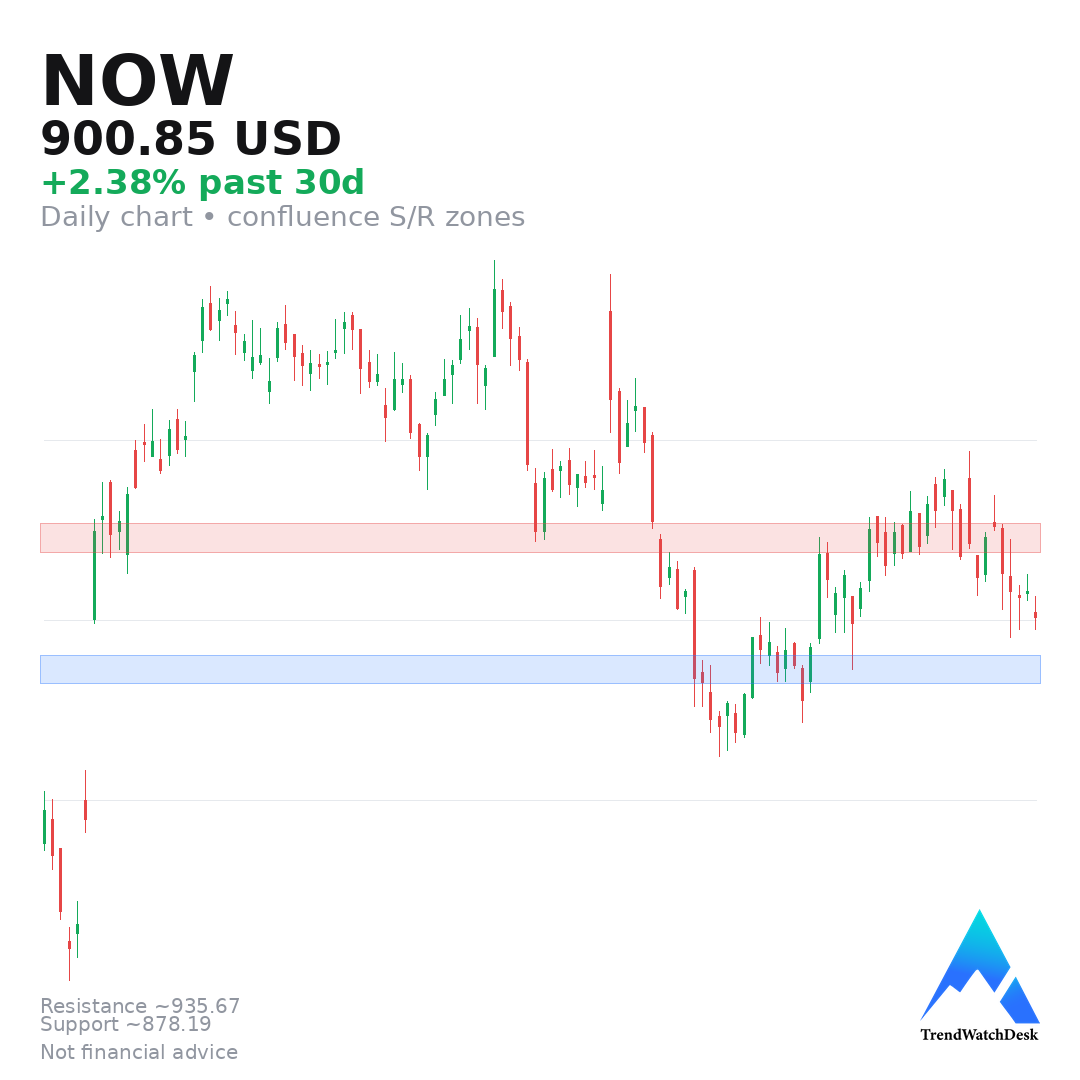 NOW
900.85 USD
+2.38% past 30d
Daily chart • confluence S/R zones
Resistance ~935.67
Support ~878.19
Not financial advice
TrendWatchDesk